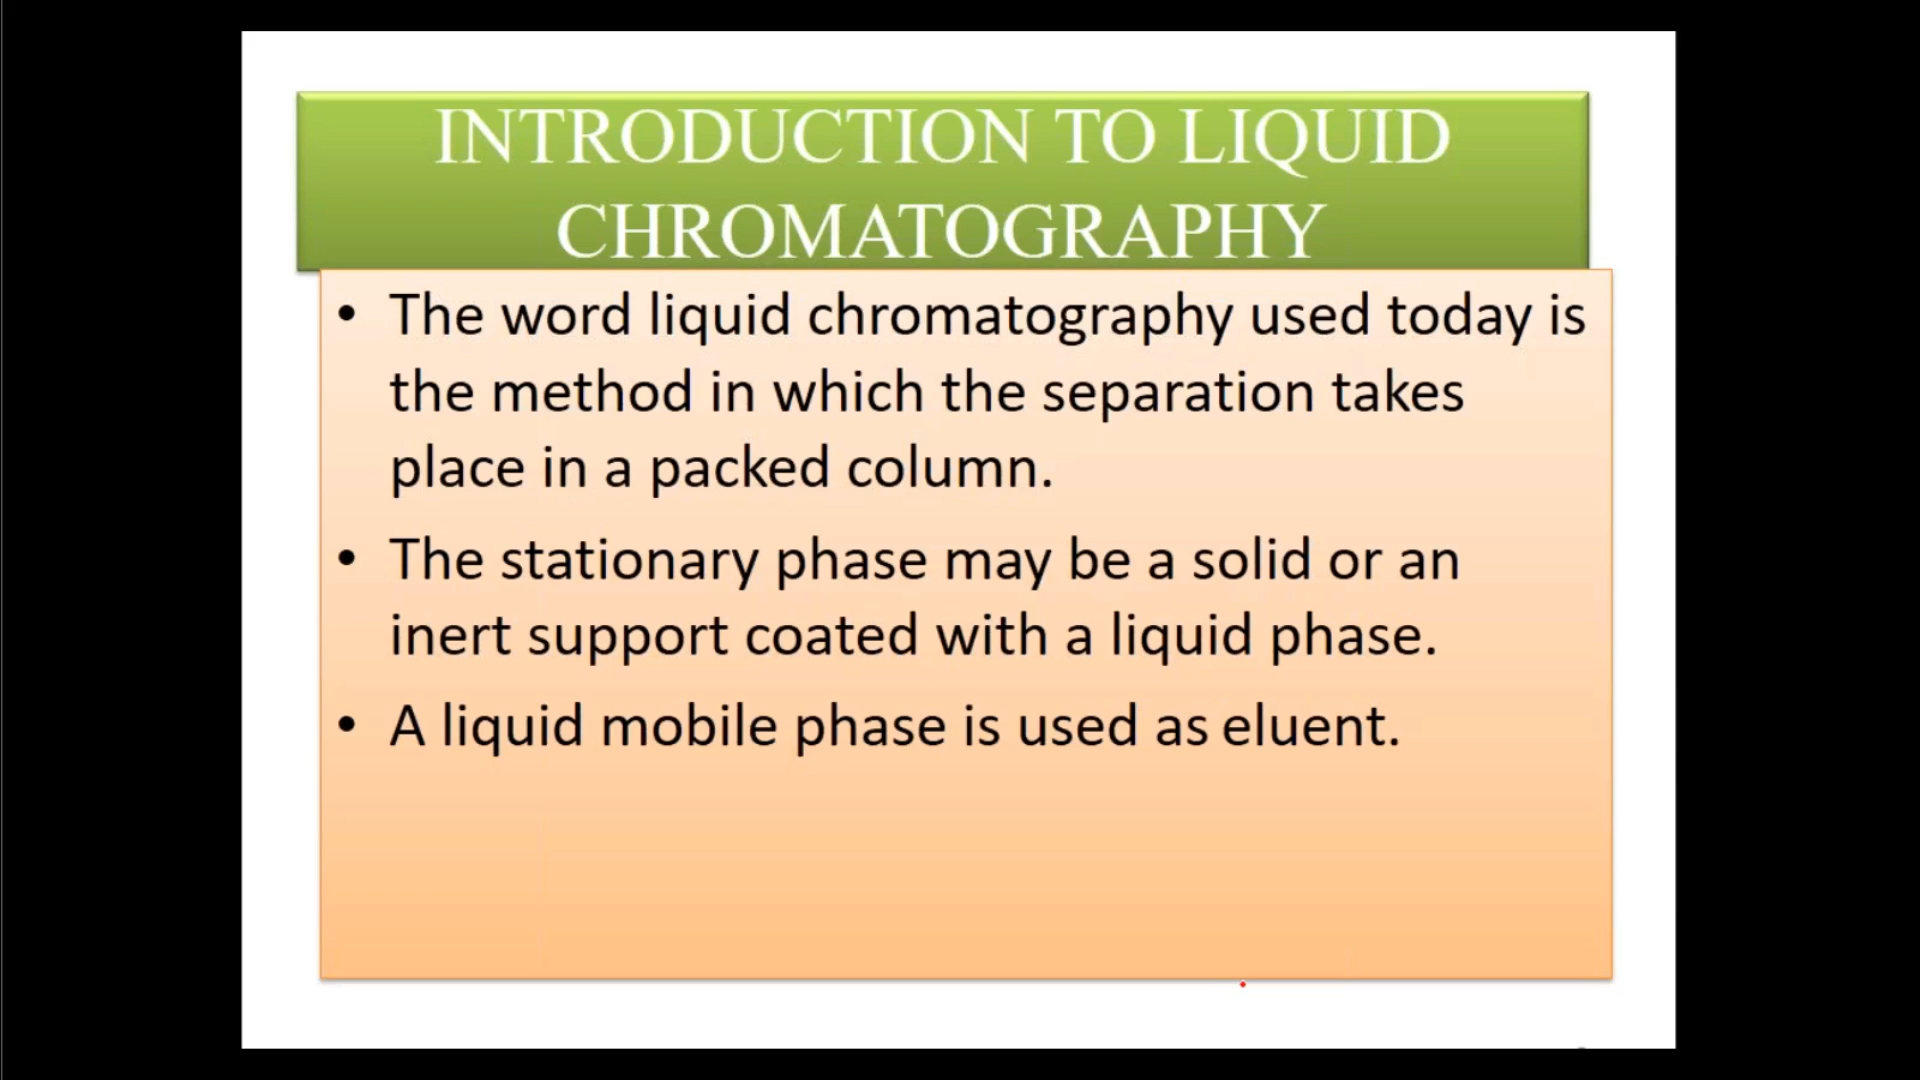 INTRODUCTION TO LIQUID
CHROMATOGRAPHY
• The word liquid chromatography used today is
the method in which the separation takes
place in a packed column.
• The stationary phase may be a solid or an
inert support coated with a liquid phase.
• A liquid mobile phase is used as eluent.